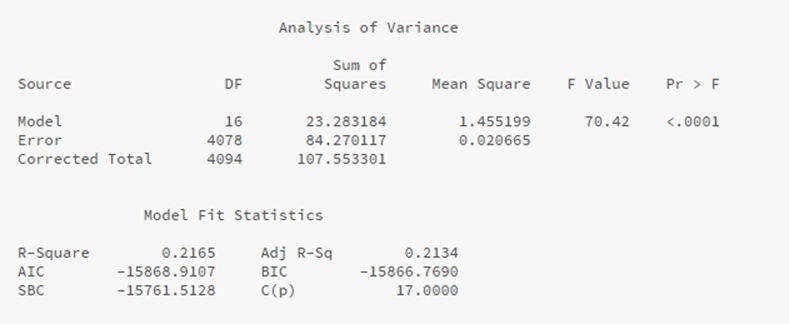 Analysis of Variance
Sum of
Source DF Squares Mean Square F Value Pr > F
Model 16 23.283184 1.455199 70.42 <.0001
Error 4078 84.270117 0.020665
Corrected Total 4094 107.553301
Model Fit Statistics
R-Square 0.2165 Adj R-Sq 0.2134
AIC -15868.9107 BIC -15866.7690
SBC -15761.5128 C(p) 17.0000